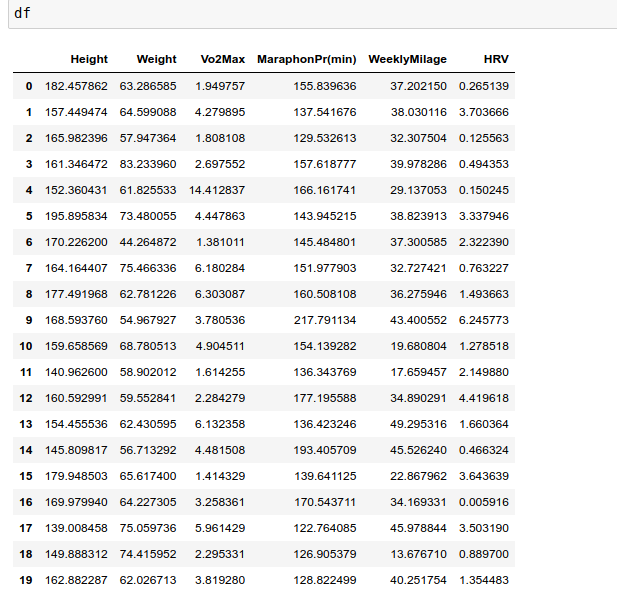 df
Height Weight Vo2Max MaraphonPr(min) WeeklyMilage HRV
0 182.457862 63.286585 1.949757 155.839636 37.202150 0.265139
1 157.449474 64.599088 4.279895 137.541676 38.030116 3.703666
2 165.982396 57.947364 1.808108 129.532613 32.307504 0.125563
3 161.346472 83.233960 2.697552 157.618777 39.978286 0.494353
4 152.360431 61.825533 14.412837 166.161741 29.137053 0.150245
5 195.895834 73.480055 4.447863 143.945215 38.823913 3.337946
6 170.226200 44.264872 1.381011 145.484801 37.300585 2.322390
7 164.164407 75.466336 6.180284 151.977903 32.727421 0.763227
8 177.491968 62.781226 6.303087 160.508108 36.275946 1.493663
9 168.593760 54.967927 3.780536 217.791134 43.400552 6.245773
10 159.658569 68.780513 4.904511 154.139282 19.680804 1.278518
11 140.962600 58.902012 1.614255 136.343769 17.659457 2.149880
12 160.592991 59.552841 2.284279 177.195588 34.890291 4.419618
13 154.455536 62.430595 6.132358 136.423246 49.295316 1.660364
14 145.809817 56.713292 4.481508 193.405709 45.526240 0.466324
15 179.948503 65.617400 1.414329 139.641125 22.867962 3.643639
16 169.979940 64.227305 3.258361 170.543711 34.169331 0.005916
17 139.008458 75.059736 5.961429 122.764085 45.978844 3.503190
18 149.888312 74.415952 2.295331 126.905379 13.676710 0.889700
19 162.882287 62.026713 3.819280 128.822499 40.251754 1.354483